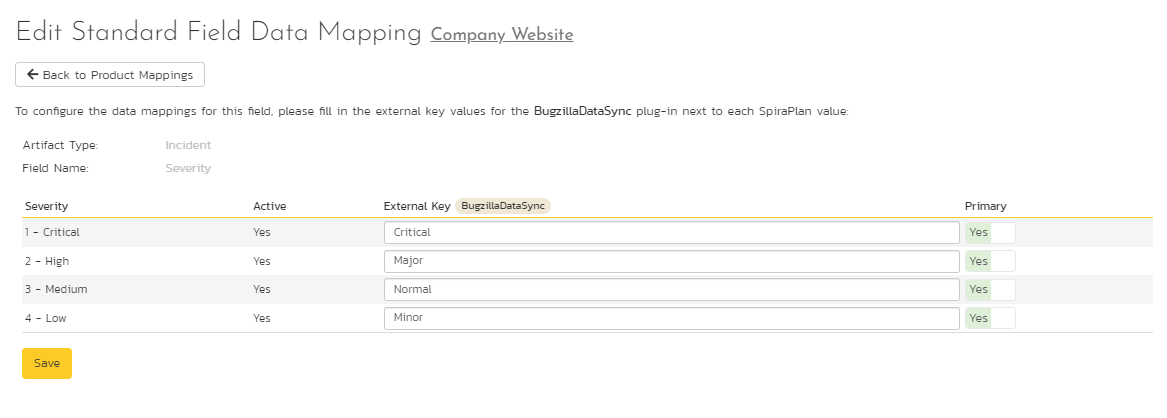 Edit Standard Field Data Mapping Company Website
Back to Product Mappings
To configure the data mappings for this field, please fill in the external key values for the BugzillaDataSync plug-in next to each SpiraPlan value:
Artifact Type: Incident
Field Name: Severity
Severity Active External Key BugzillaDataSync Primary
1 - Critical Yes Critical Yes
2 - High Yes Major Yes
3 - Medium Yes Normal Yes
4 - Low Yes Minor Yes
Save